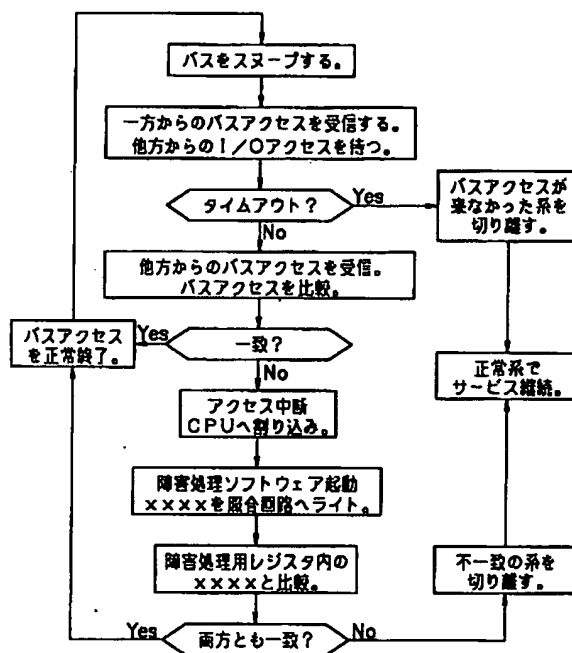 バスをスヌープする。
一方からのバスアクセスを受信する。
他方からのI/Oアクセスを待つ。
タイムアウト?
Yes
バスアクセスが
来なかった系を
切り離す。
No
他方からのバスアクセスを受信。
バスアクセスを比較。
バスアクセス
を正常終了。
Yes
一致?
正常系で
サービス継続。
No
アクセス中断
CPUへ割り込み。
障害処理ソフトウェア起動
××××を照合回路へライト。
障害処理用レジスタ内の
××××と比較。
不一致の系を
切り離す。
Yes
両方とも一致?
No